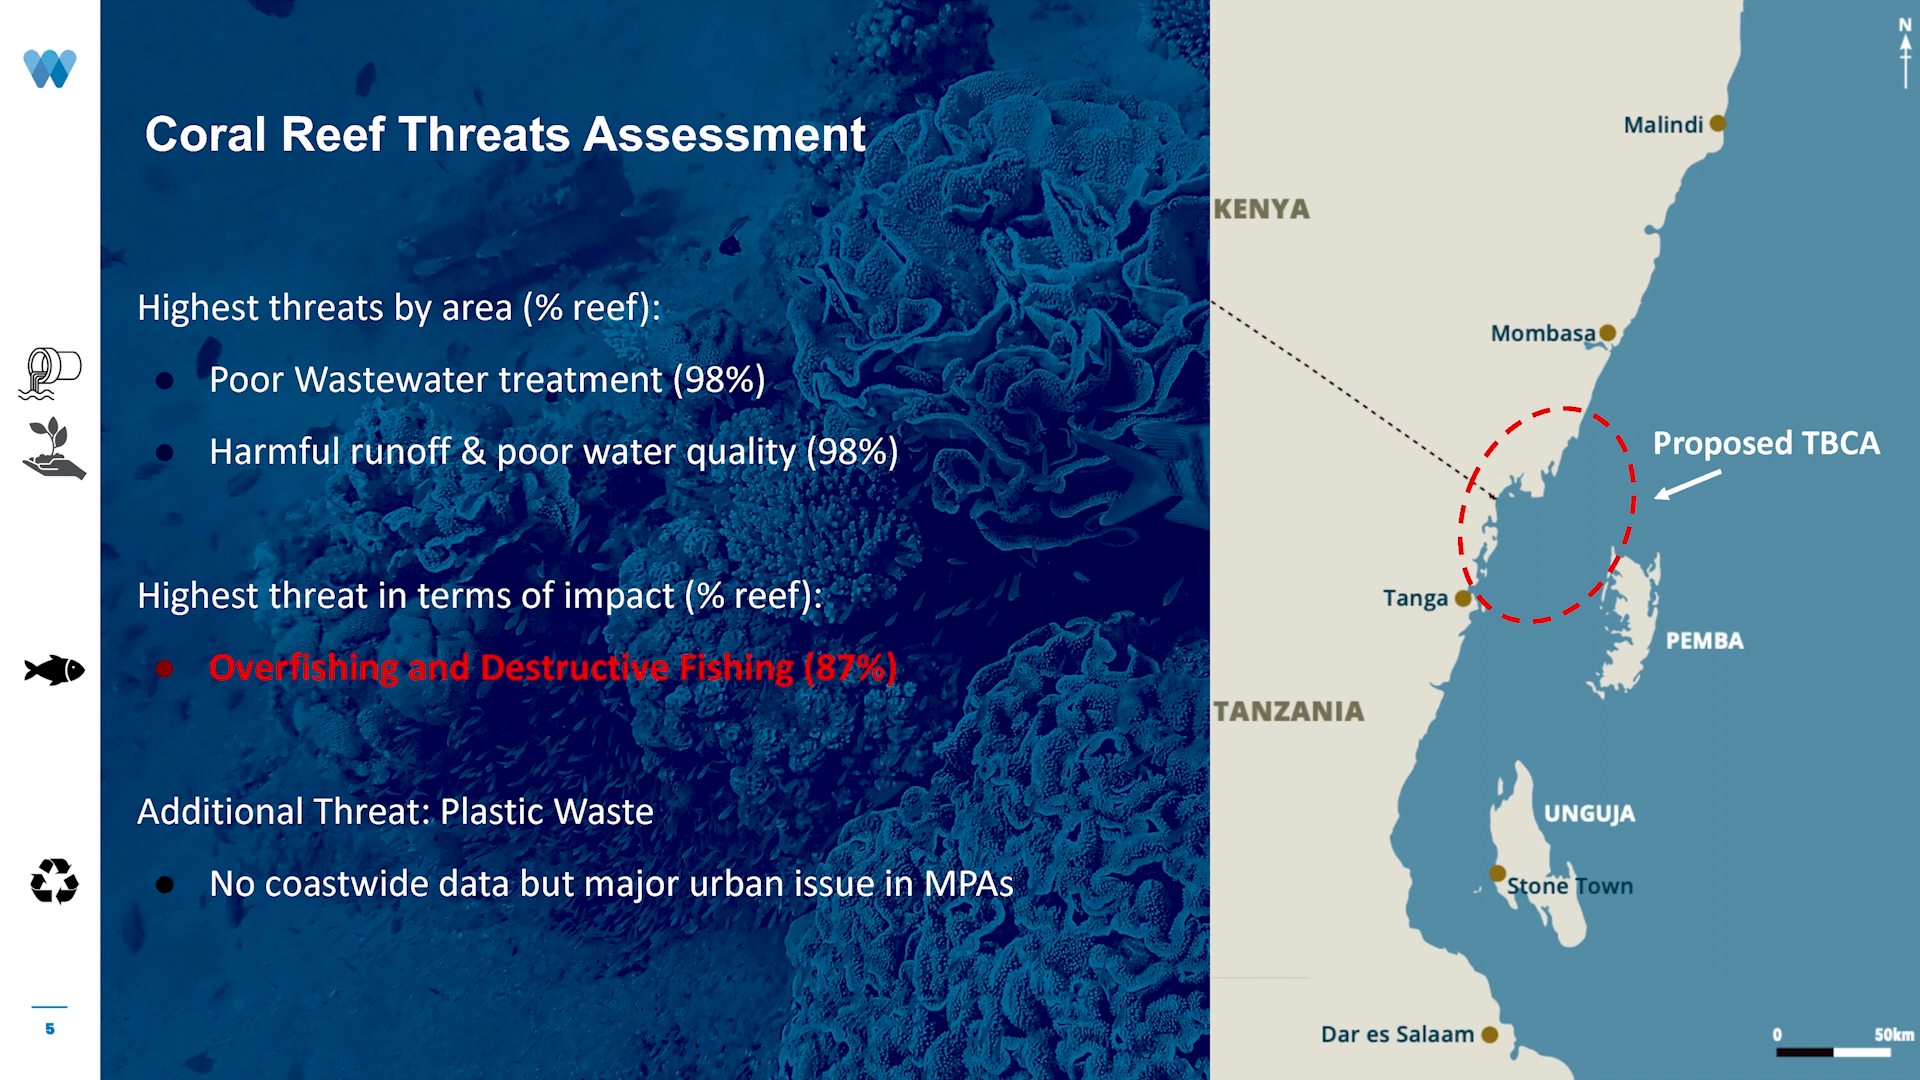 Coral Reef Threats Assessment
Highest threats by area (% reef):
Poor Wastewater treatment (98%)
Harmful runoff & poor water quality (98%)
Highest threat in terms of impact (% reef):
Overfishing and Destructive Fishing (87%)
Additional Threat: Plastic Waste
No coastwide data but major urban issue in MPAs
5
N
Malindi
KENYA
Mombasa
Proposed TBCA
Tanga
PEMBA
TANZANIA
UNGUJA
Stone Town
Dar es Salaam
0 50km